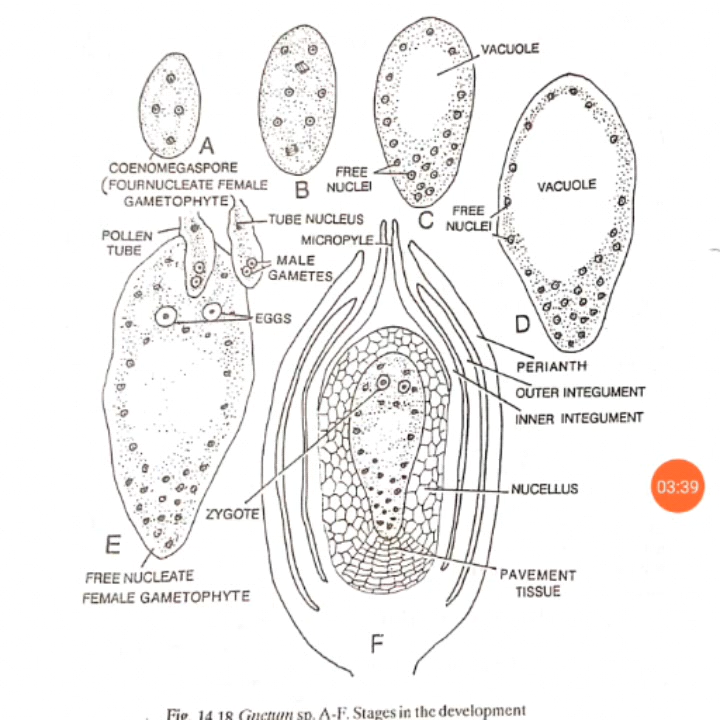 VACUOLE
A
COENOMEGASPORE
(FOURNUCLEATE FEMALE
GAMETOPHYTE)
B
FREE
NUCLEI
C
VACUOLE
FREE
NUCLEI
D
POLLEN
TUBE
TUBE NUCLEUS
MICROPYLE
MALE
GAMETES
EGGS
PERIANTH
OUTER INTEGUMENT
INNER INTEGUMENT
03:39
NUCELLUS
ZYGOTE
E
FREE NUCLEATE
FEMALE GAMETOPHYTE
PAVEMENT
TISSUE
F
Fig. 14.18 Gnetum sp. A-F. Stages in the development